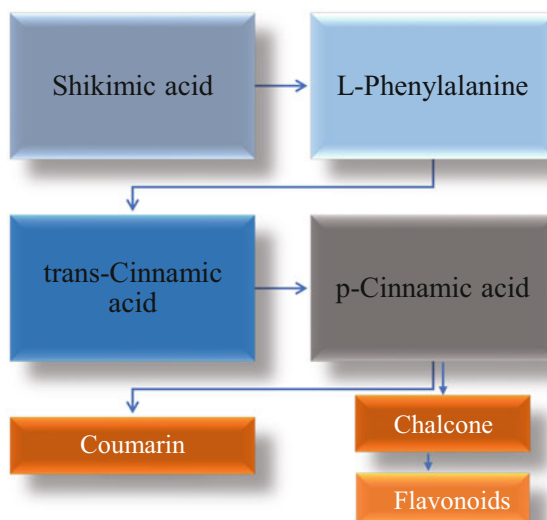 Shikimic acid
L-Phenylalanine
trans-Cinnamic
acid
p-Cinnamic acid
Coumarin
Chalcone
Flavonoids